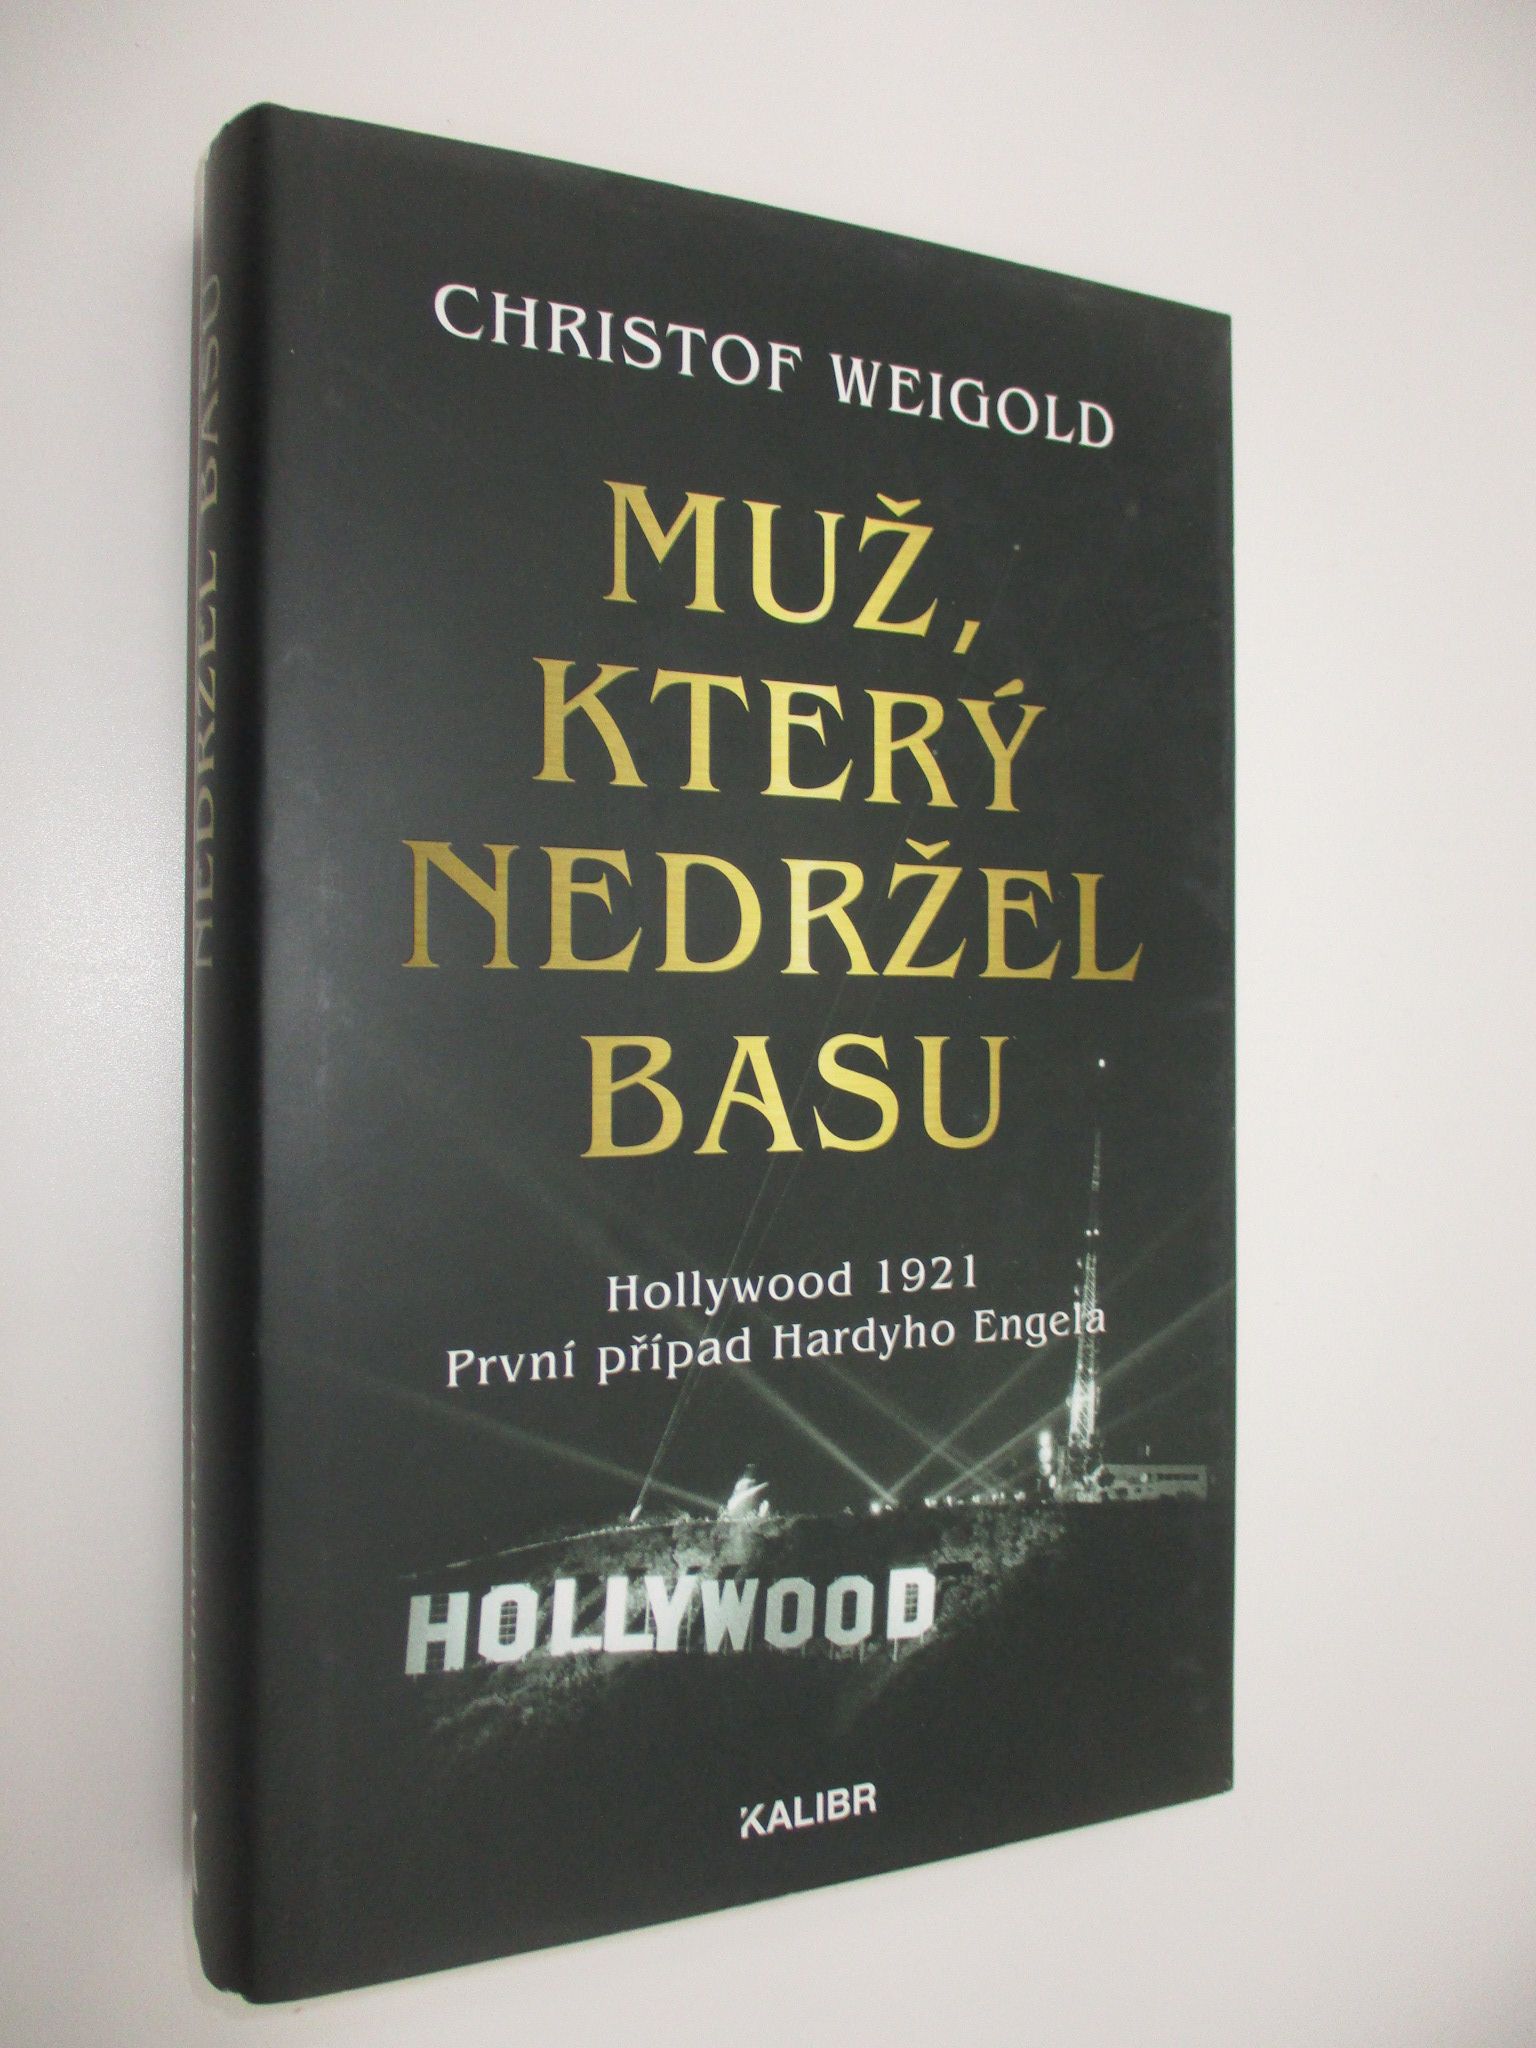 CHRISTOF WEIGOLD
MUŽ,
KTERÝ
NEDRŽEL
BASU
Hollywood 1921
První případ Hardyho Engela
HOLLYWOOD
KALIBR
NEDRŽEL BASU